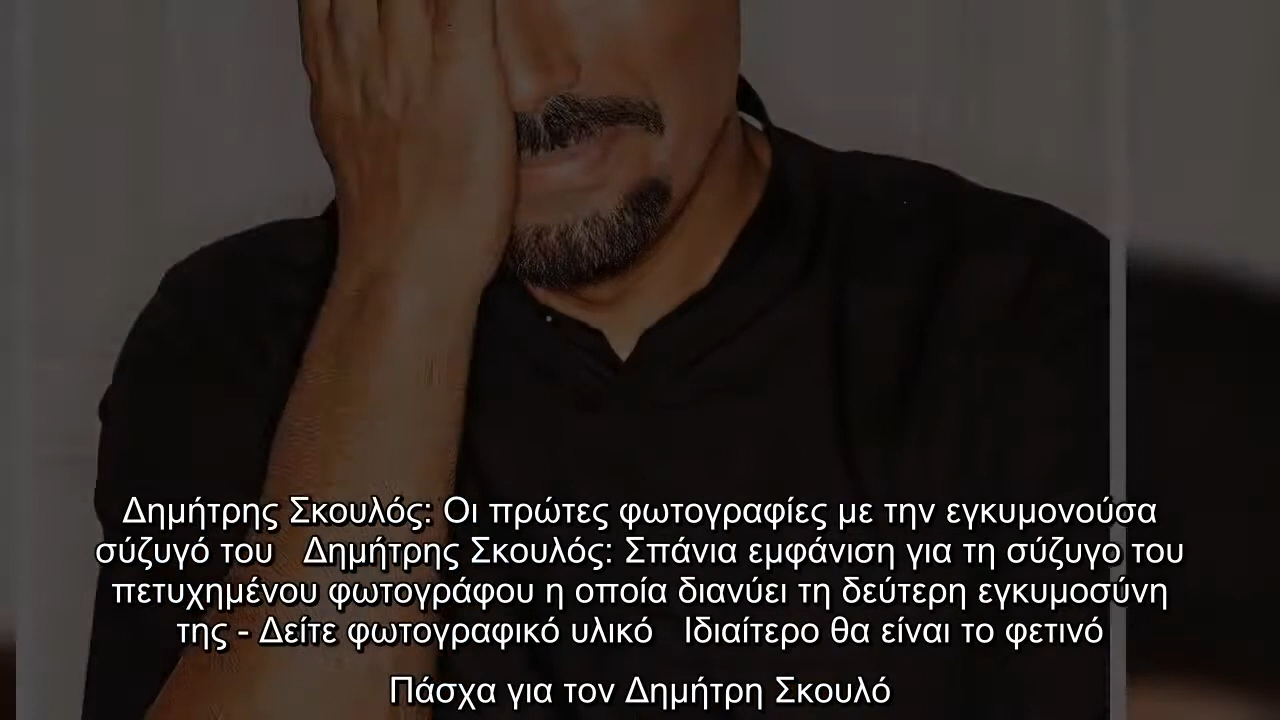 Δημήτρης Σκουλός: Οι πρώτες φωτογραφίες με την εγκυμονούσα
σύζυγό του   Δημήτρης Σκουλός: Σπάνια εμφάνιση για τη σύζυγο του
πετυχημένου φωτογράφου η οποία διανύει τη δεύτερη εγκυμοσύνη
της - Δείτε φωτογραφικό υλικό   Ιδιαίτερο θα είναι το φετινό
Πάσχα για τον Δημήτρη Σκουλό